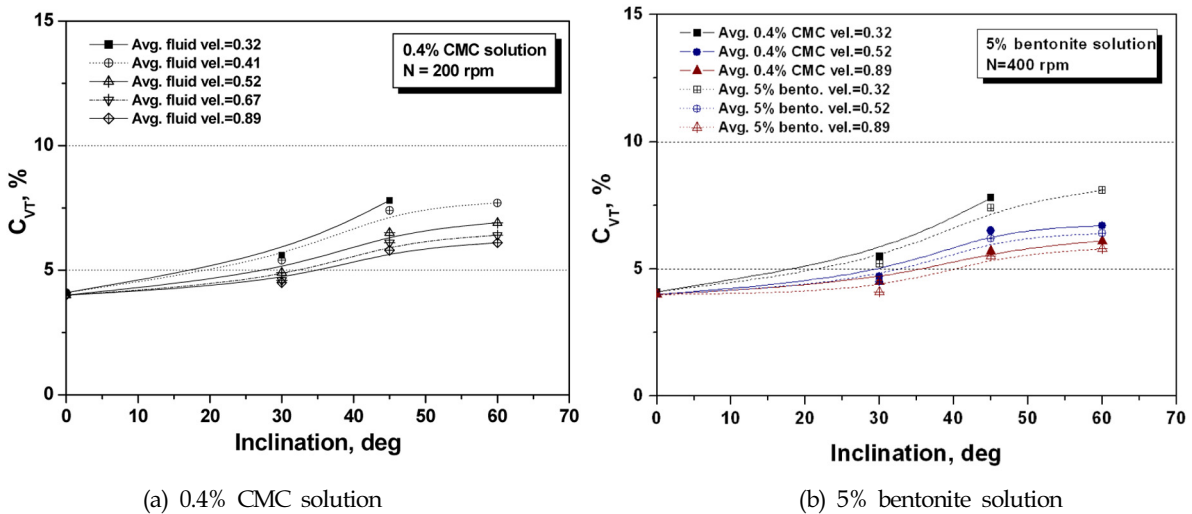 15
Avg. fluid vel.=0.32
Avg. fluid vel.=0.41
Avg. fluid vel.=0.52
Avg. fluid vel.=0.67
Avg. fluid vel.=0.89
0.4% CMC solution
N = 200 rpm
10
5
0
C_VT, %
0 10 20 30 40 50 60 70
Inclination, deg
(a) 0.4% CMC solution
15
Avg. 0.4% CMC vel.=0.32
Avg. 0.4% CMC vel.=0.52
Avg. 0.4% CMC vel.=0.89
Avg. 5% bento. vel.=0.32
Avg. 5% bento. vel.=0.52
Avg. 5% bento. vel.=0.89
5% bentonite solution
N=400 rpm
10
5
0
C_VT, %
0 10 20 30 40 50 60 70
Inclination, deg
(b) 5% bentonite solution